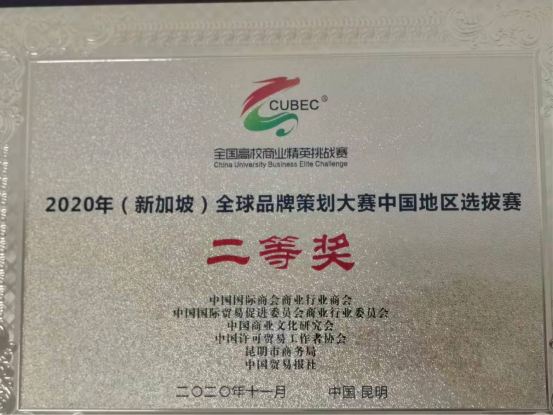 CUBEC®
全国高校商业精英挑战赛
China University Business Elite Challenge
2020年（新加坡）全球品牌策划大赛中国地区选拔赛
二等奖
中国国际商会商业行业商会
中国国际贸易促进委员会商业行业委员会
中国商业文化研究会
中国许可贸易工作者协会
昆明市商务局
中国贸易报社
二〇二〇年十一月 中国·昆明